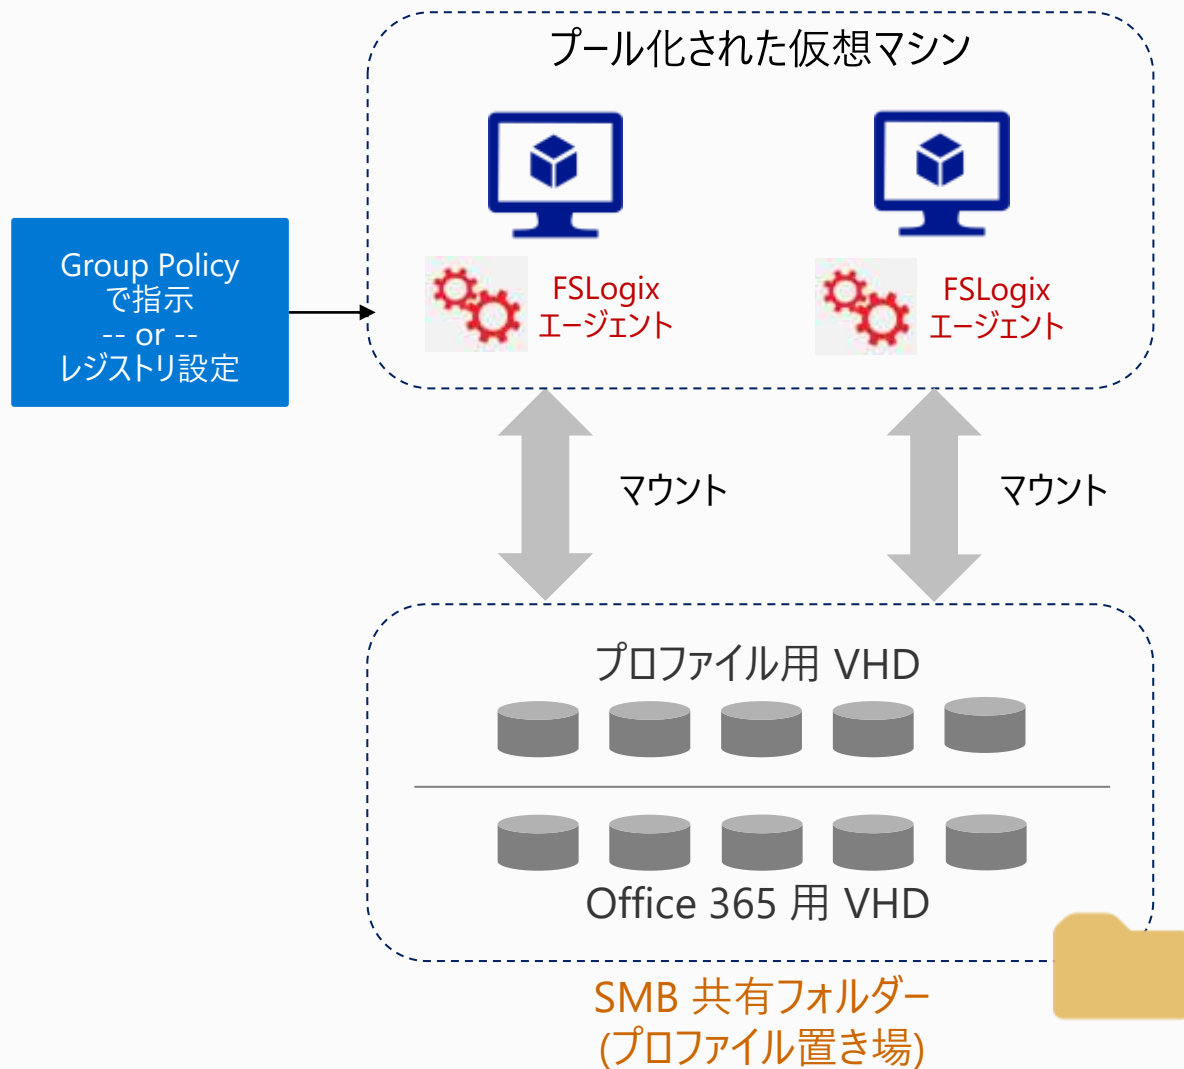 プール化された仮想マシン
Group Policy
で指示
-- or --
レジストリ設定
FSLogix
エージェント
FSLogix
エージェント
マウント
マウント
プロファイル用 VHD
Office 365 用 VHD
SMB 共有フォルダー
(プロファイル置き場)